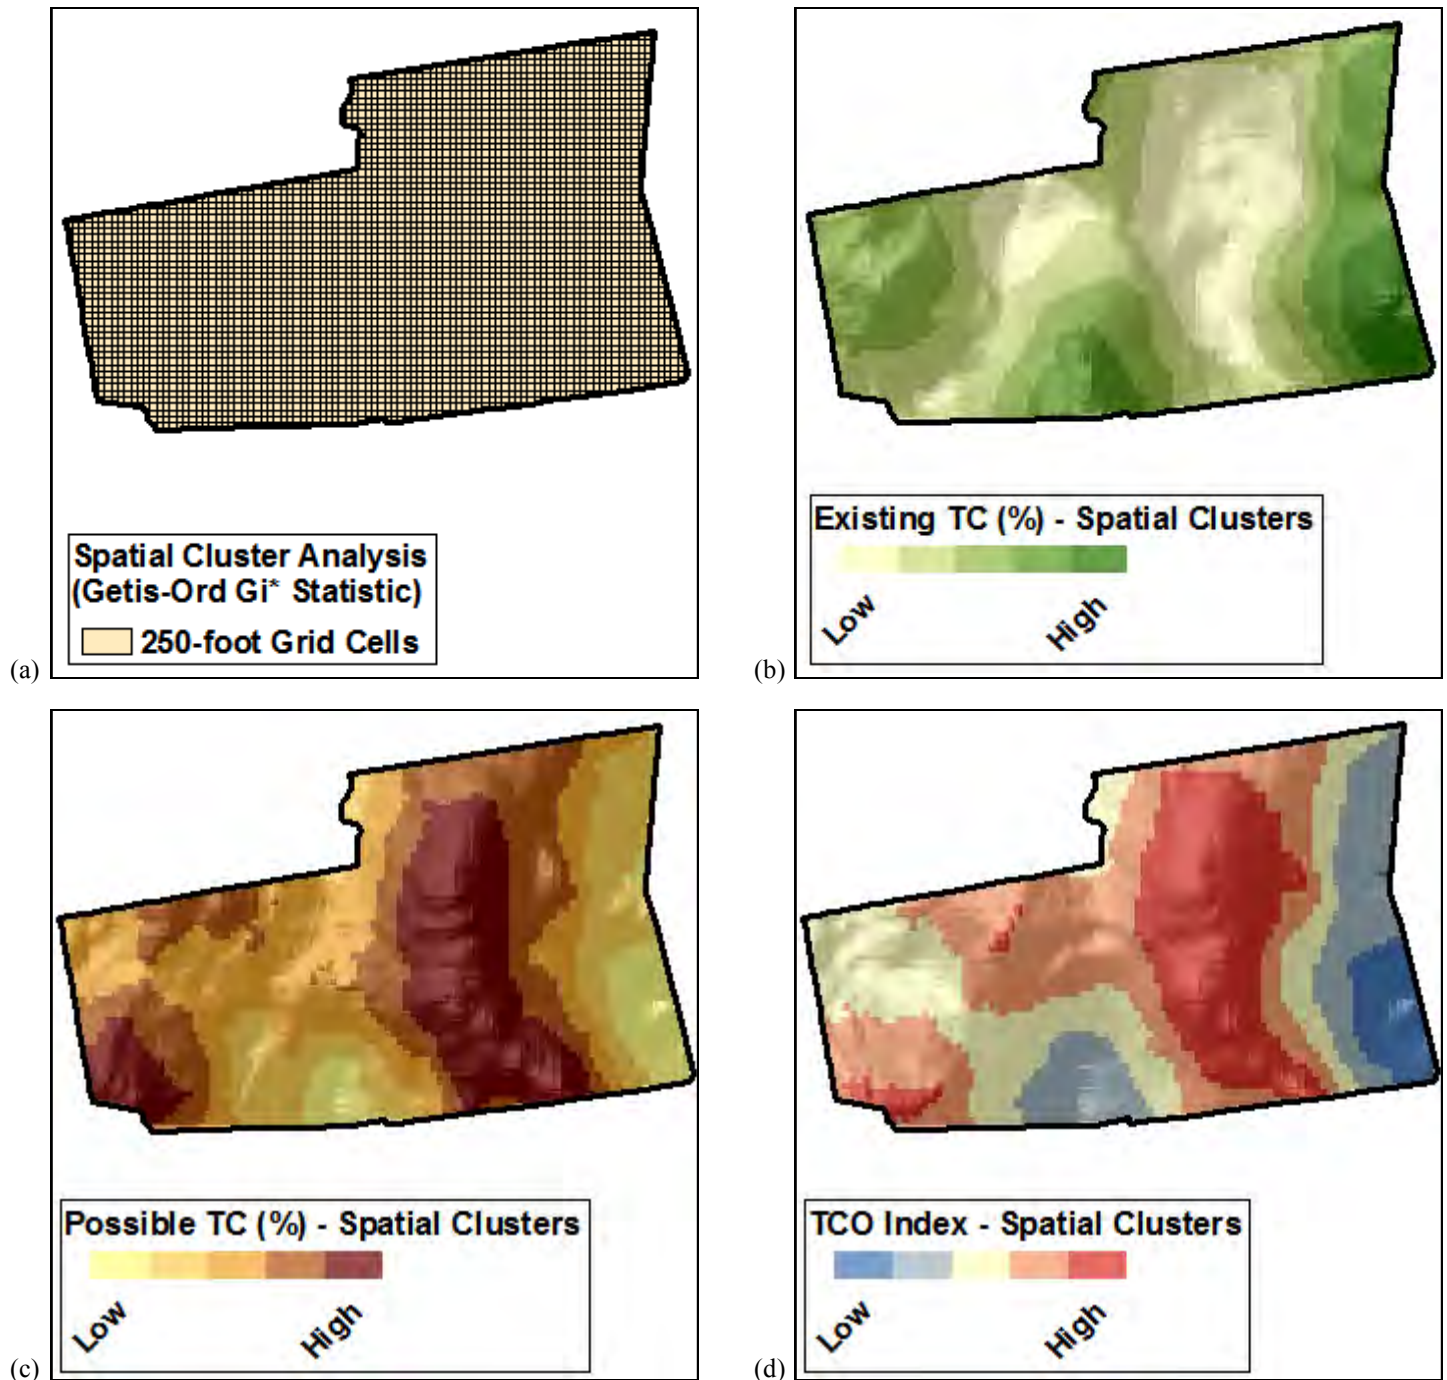 Spatial Cluster Analysis
(Getis-Ord Gi* Statistic)
250-foot Grid Cells
(a)
Existing TC (%) - Spatial Clusters
Low
High
(b)
Possible TC (%) - Spatial Clusters
Low
High
(c)
TCO Index - Spatial Clusters
Low
High
(d)